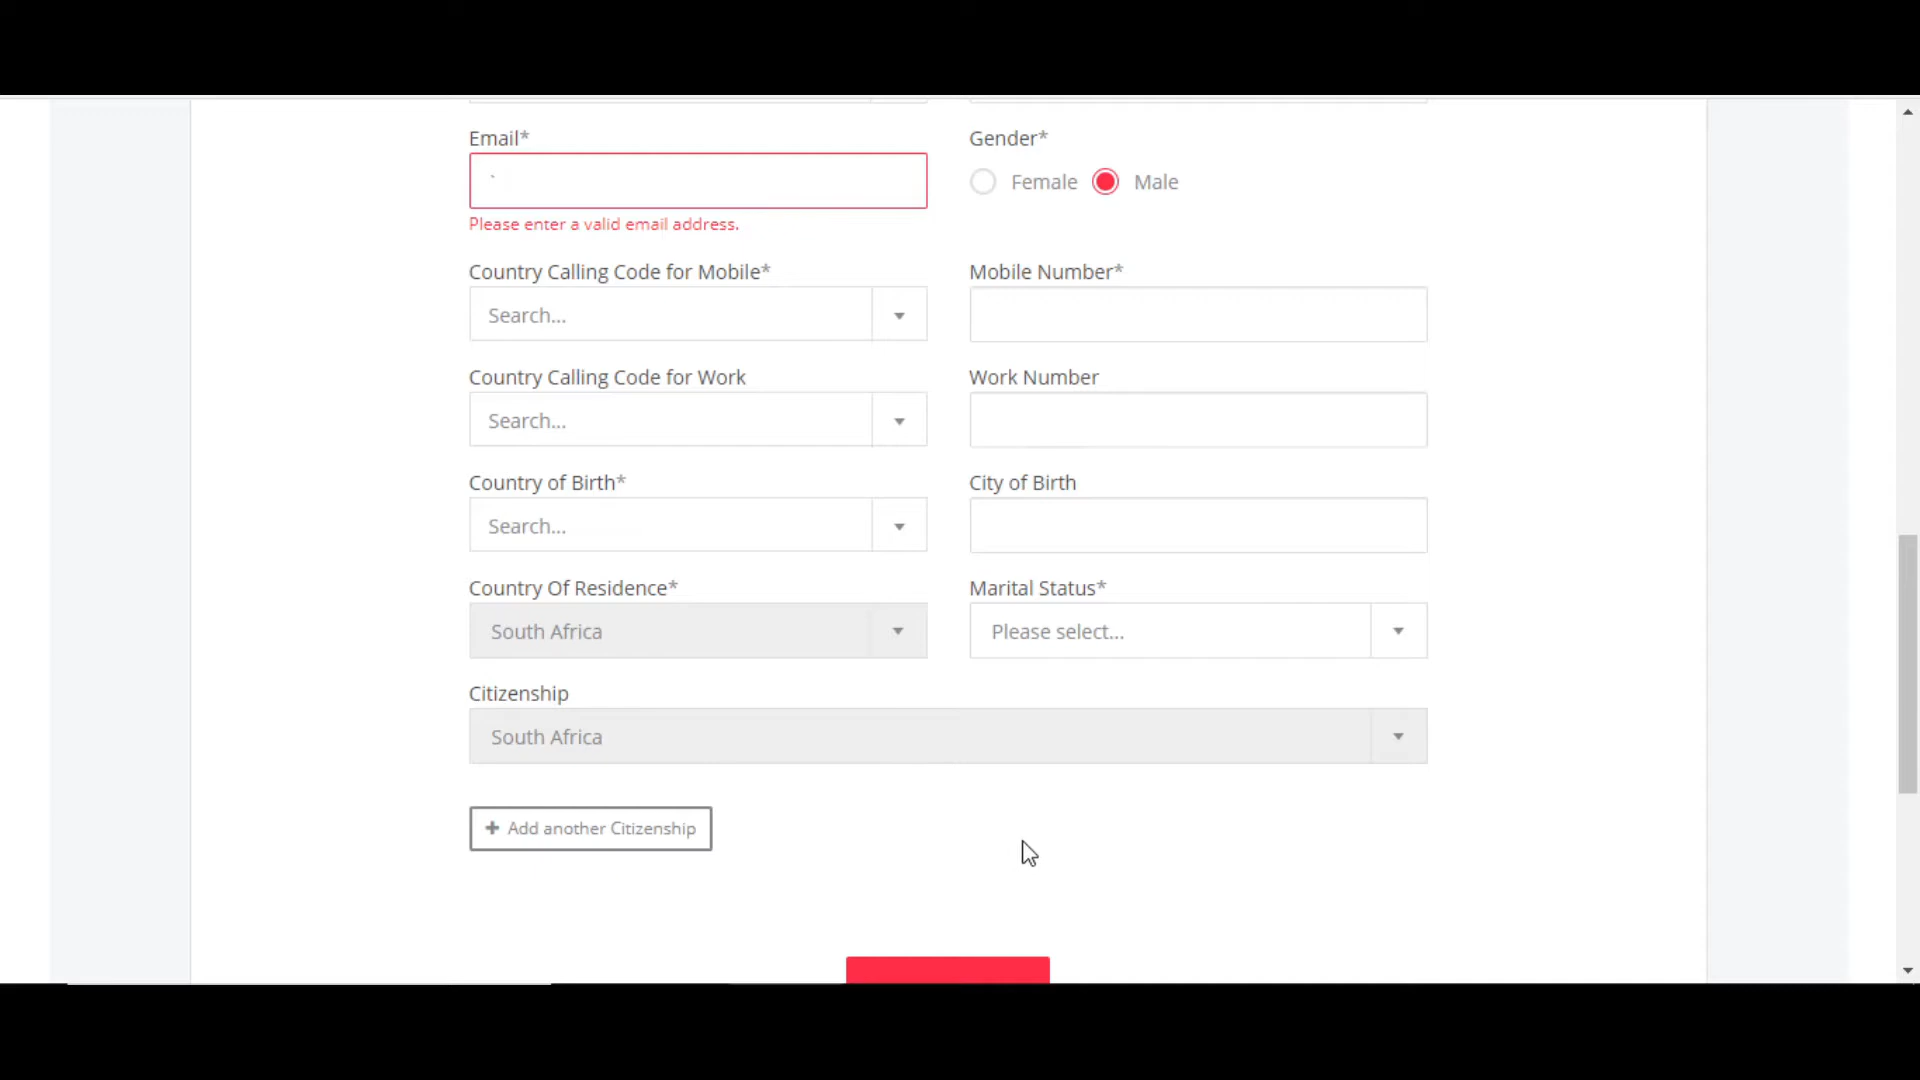 Email*
Gender*
`
Female
Male
Please enter a valid email address.
Country Calling Code for Mobile*
Mobile Number*
Search...
Country Calling Code for Work
Work Number
Search...
Country of Birth*
City of Birth
Search...
Country Of Residence*
Marital Status*
South Africa
Please select...
Citizenship
South Africa
+ Add another Citizenship